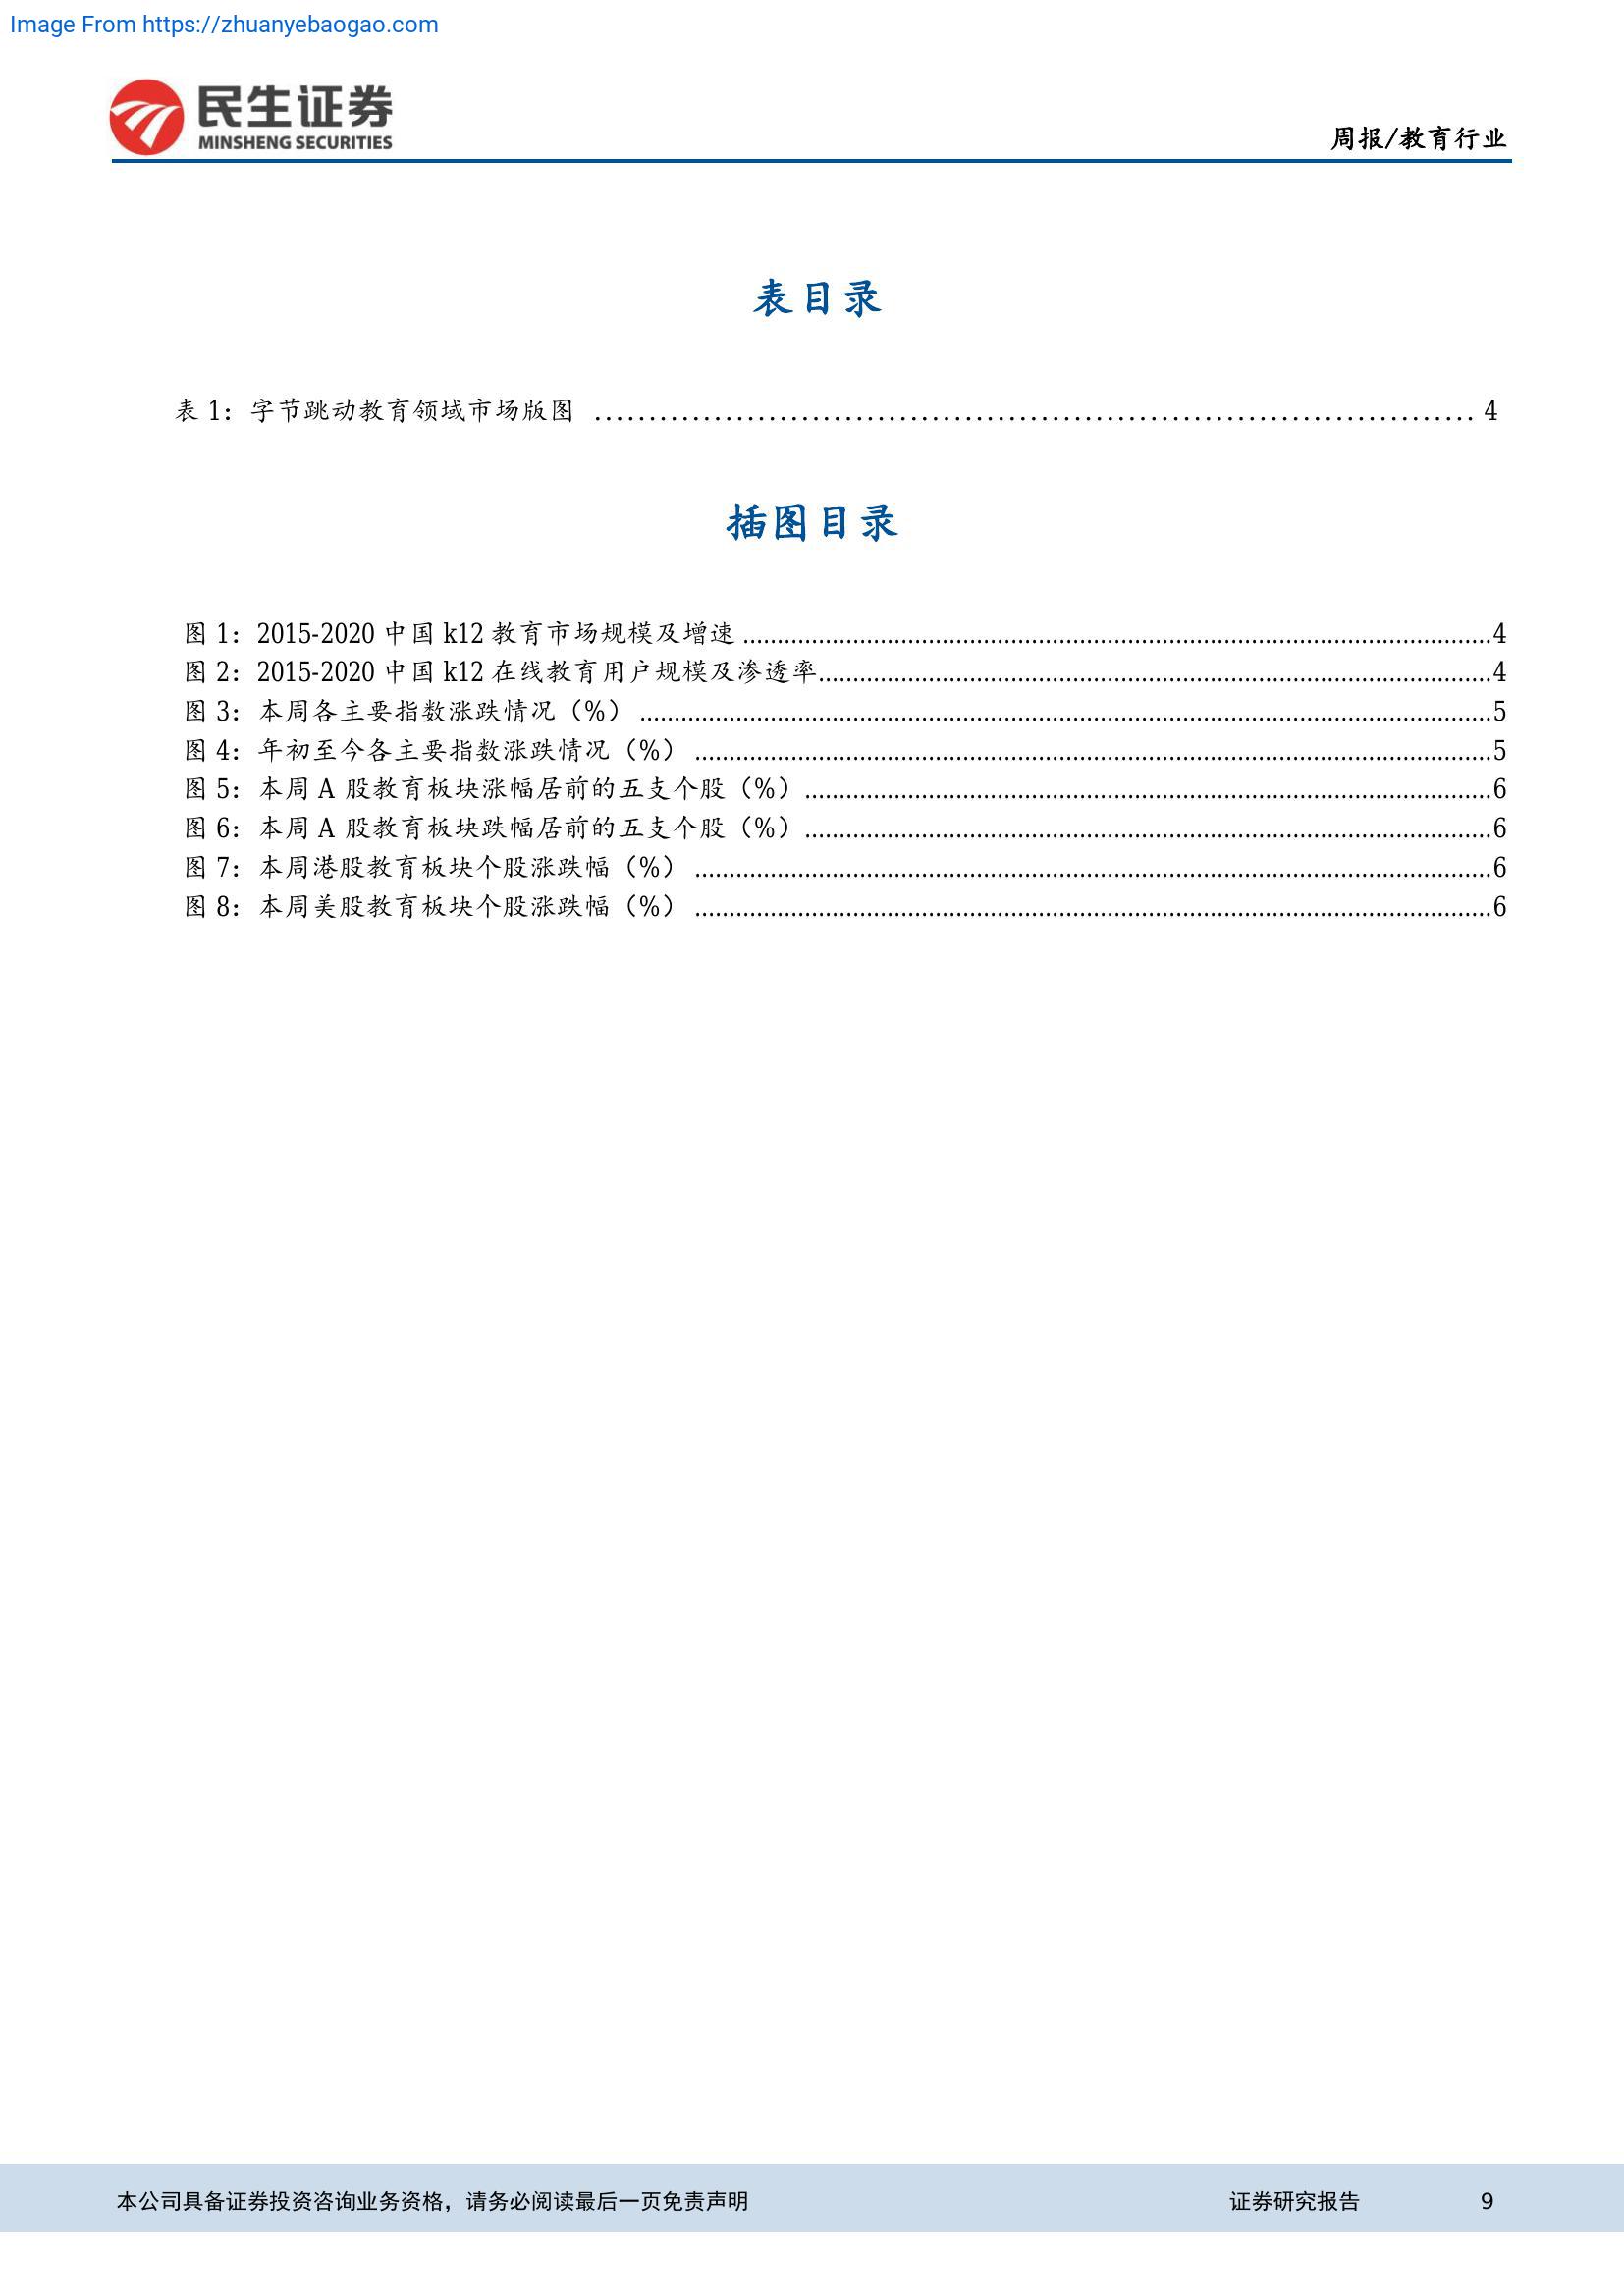 Image From https://zhuanyebaogao.com
民生证券
MINSHENG SECURITIES
周报/教育行业
表目录
表 1：字节跳动教育领域市场版图 ................................................................................ 4
插图目录
图 1：2015-2020 中国 k12 教育市场规模及增速 ................................................................................4
图 2：2015-2020 中国 k12 在线教育用户规模及渗透率................................................................................4
图 3：本周各主要指数涨跌情况（%） ................................................................................5
图 4：年初至今各主要指数涨跌情况（%） ................................................................................5
图 5：本周 A 股教育板块涨幅居前的五支个股（%）................................................................................6
图 6：本周 A 股教育板块跌幅居前的五支个股（%）................................................................................6
图 7：本周港股教育板块个股涨跌幅（%） ................................................................................6
图 8：本周美股教育板块个股涨跌幅（%） ................................................................................6
本公司具备证券投资咨询业务资格，请务必阅读最后一页免责声明 证券研究报告 9